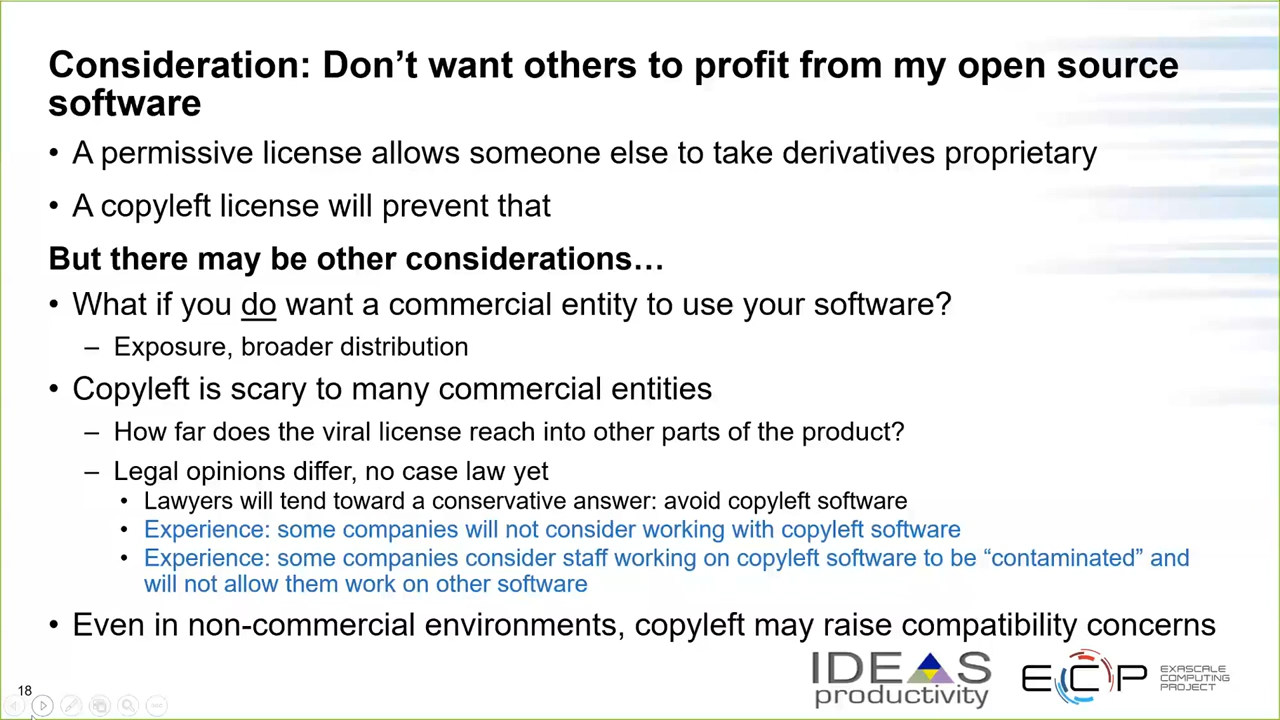 Consideration: Don’t want others to profit from my open source
software
• A permissive license allows someone else to take derivatives proprietary
• A copyleft license will prevent that
But there may be other considerations…
• What if you do want a commercial entity to use your software?
– Exposure, broader distribution
• Copyleft is scary to many commercial entities
– How far does the viral license reach into other parts of the product?
– Legal opinions differ, no case law yet
• Lawyers will tend toward a conservative answer: avoid copyleft software
• Experience: some companies will not consider working with copyleft software
• Experience: some companies consider staff working on copyleft software to be “contaminated” and
will not allow them work on other software
• Even in non-commercial environments, copyleft may raise compatibility concerns
IDEAS
productivity
ECP
EXASCALE
COMPUTING
PROJECT
18